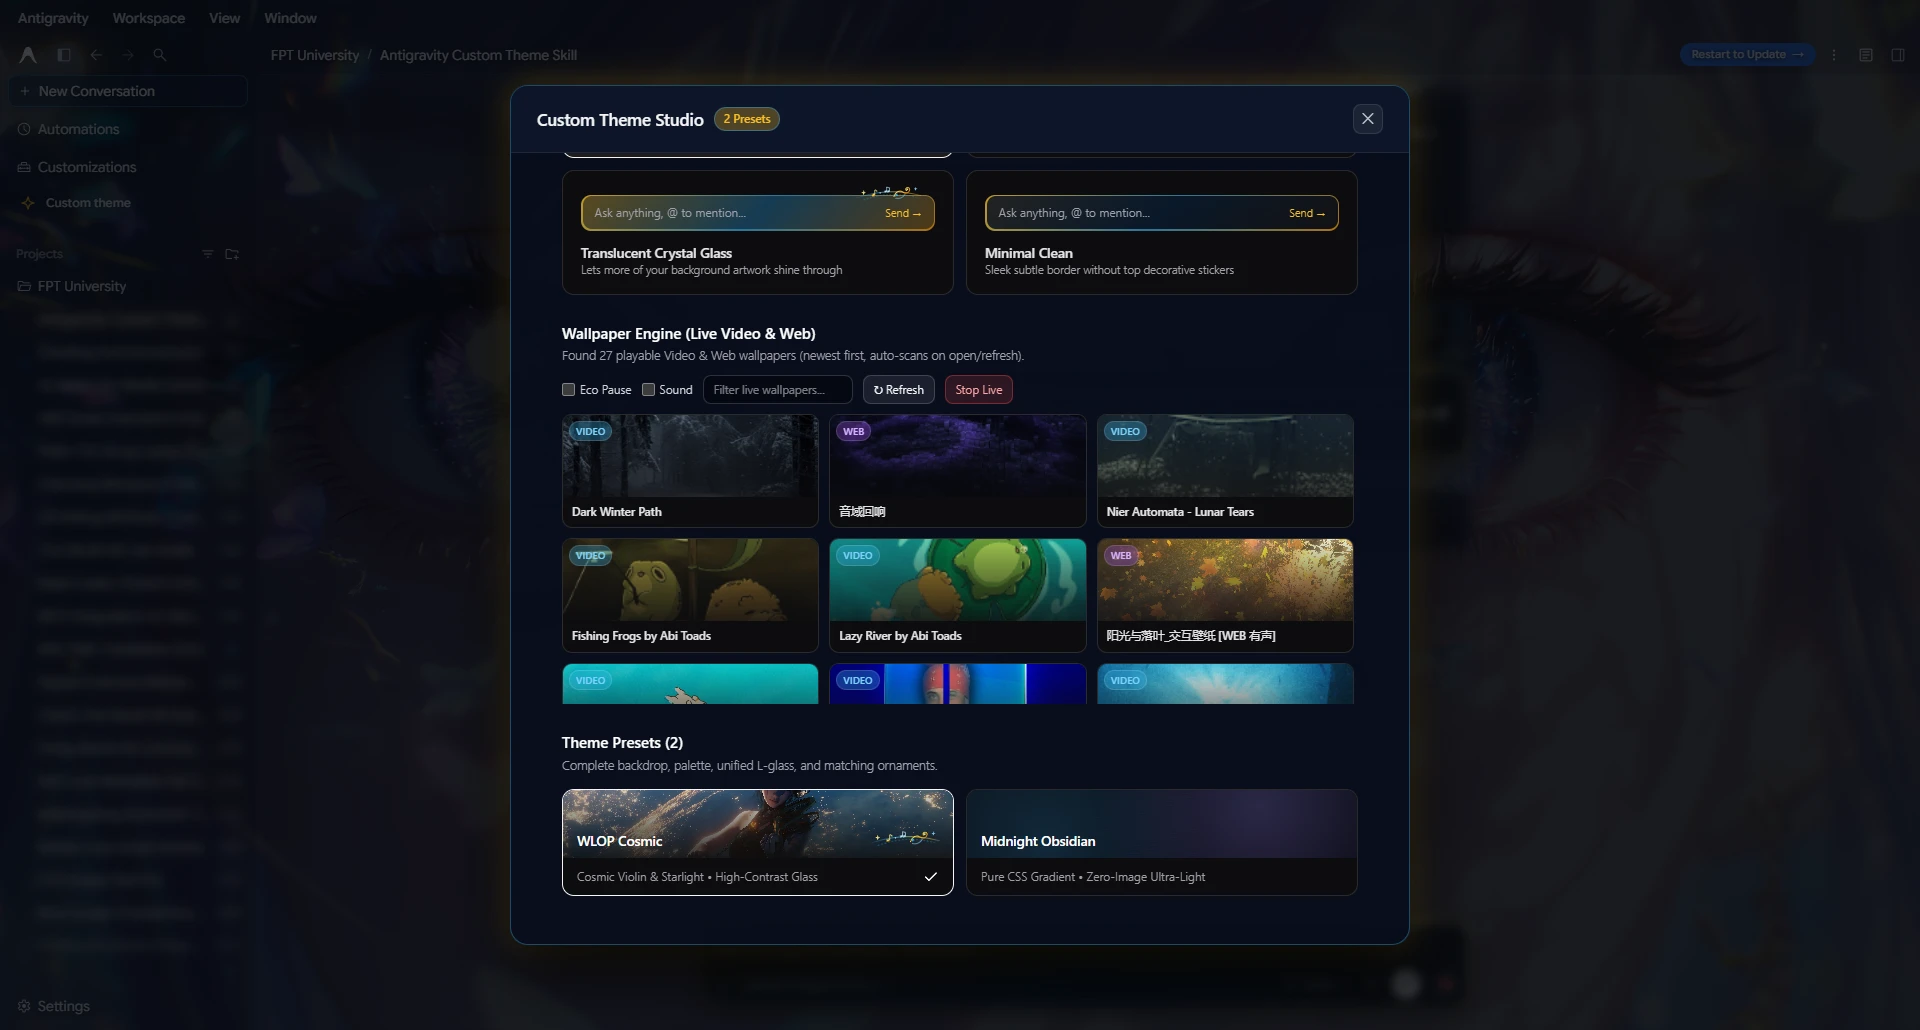 Antigravity Workspace View Window
FPT University / Antigravity Custom Theme Skill
Restart to Update →
+ New Conversation
Automations
Customizations
Custom theme
Projects
FPT University
Settings
Custom Theme Studio
2 Presets
Ask anything, @ to mention...
Send →
Translucent Crystal Glass
Lets more of your background artwork shine through
Ask anything, @ to mention...
Send →
Minimal Clean
Sleek subtle border without top decorative stickers
Wallpaper Engine (Live Video & Web)
Found 27 playable Video & Web wallpapers (newest first, auto-scans on open/refresh).
Eco Pause
Sound
Filter live wallpapers...
↻ Refresh
Stop Live
VIDEO
Dark Winter Path
WEB
音域回响
VIDEO
Nier Automata - Lunar Tears
VIDEO
Fishing Frogs by Abi Toads
VIDEO
Lazy River by Abi Toads
WEB
阳光与落叶_交互壁纸 [WEB 有声]
VIDEO
VIDEO
VIDEO
Theme Presets (2)
Complete backdrop, palette, unified L-glass, and matching ornaments.
WLOP Cosmic
Cosmic Violin & Starlight • High-Contrast Glass
Midnight Obsidian
Pure CSS Gradient • Zero-Image Ultra-Light